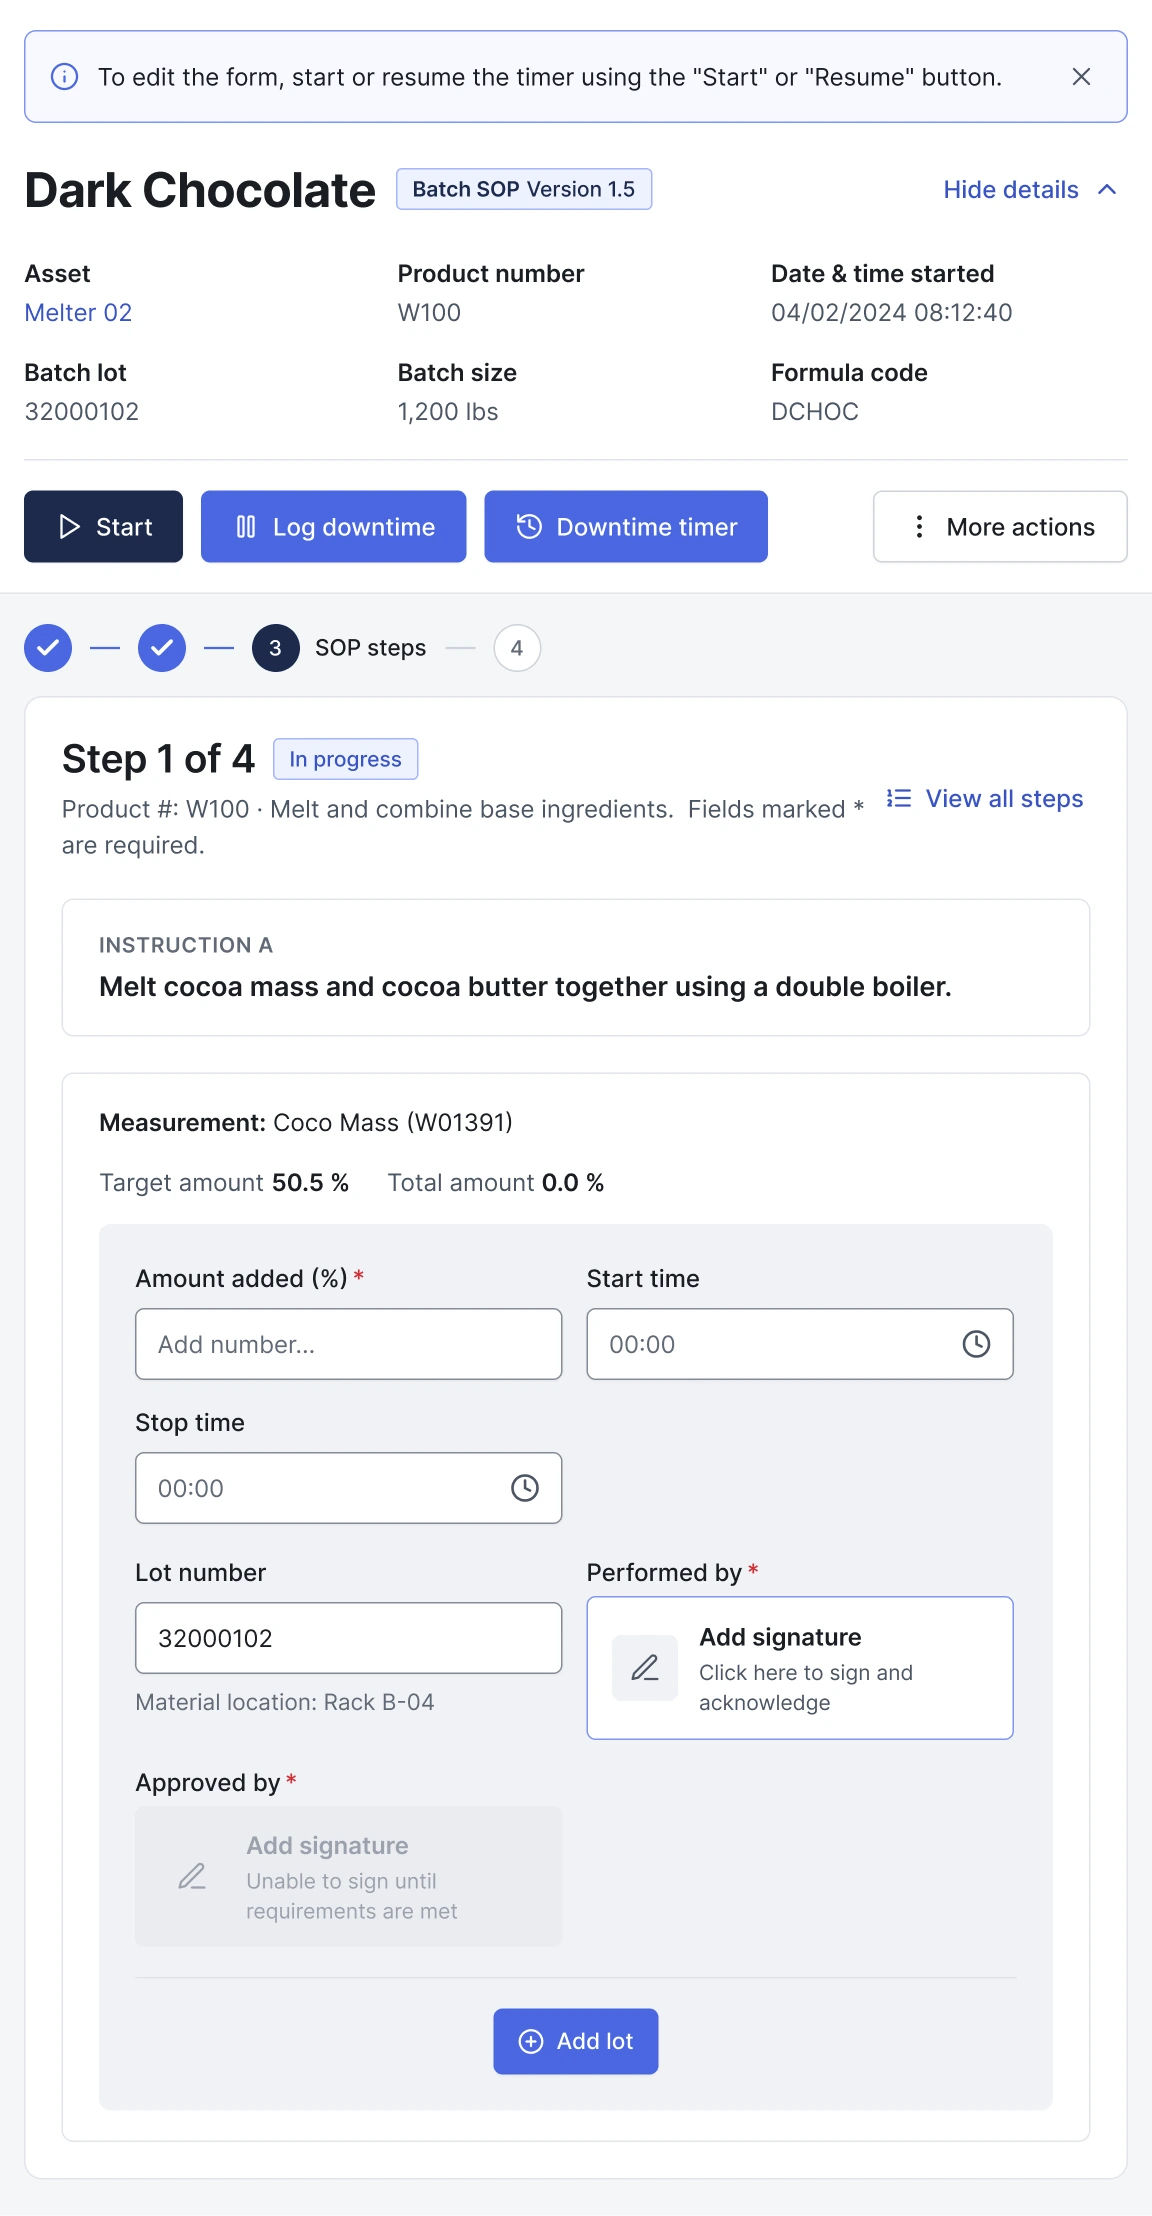 To edit the form, start or resume the timer using the "Start" or "Resume" button.
Dark Chocolate
Batch SOP Version 1.5
Hide details
Asset
Product number
Date & time started
Melter 02
W100
04/02/2024 08:12:40
Batch lot
Batch size
Formula code
32000102
1,200 lbs
DCHOC
Start
Log downtime
Downtime timer
More actions
3
SOP steps
4
Step 1 of 4
In progress
Product #: W100 · Melt and combine base ingredients. Fields marked *
are required.
View all steps
INSTRUCTION A
Melt cocoa mass and cocoa butter together using a double boiler.
Measurement: Coco Mass (W01391)
Target amount 50.5 %
Total amount 0.0 %
Amount added (%) *
Start time
Add number...
00:00
Stop time
00:00
Lot number
Performed by *
32000102
Add signature
Click here to sign and
acknowledge
Material location: Rack B-04
Approved by *
Add signature
Unable to sign until
requirements are met
Add lot